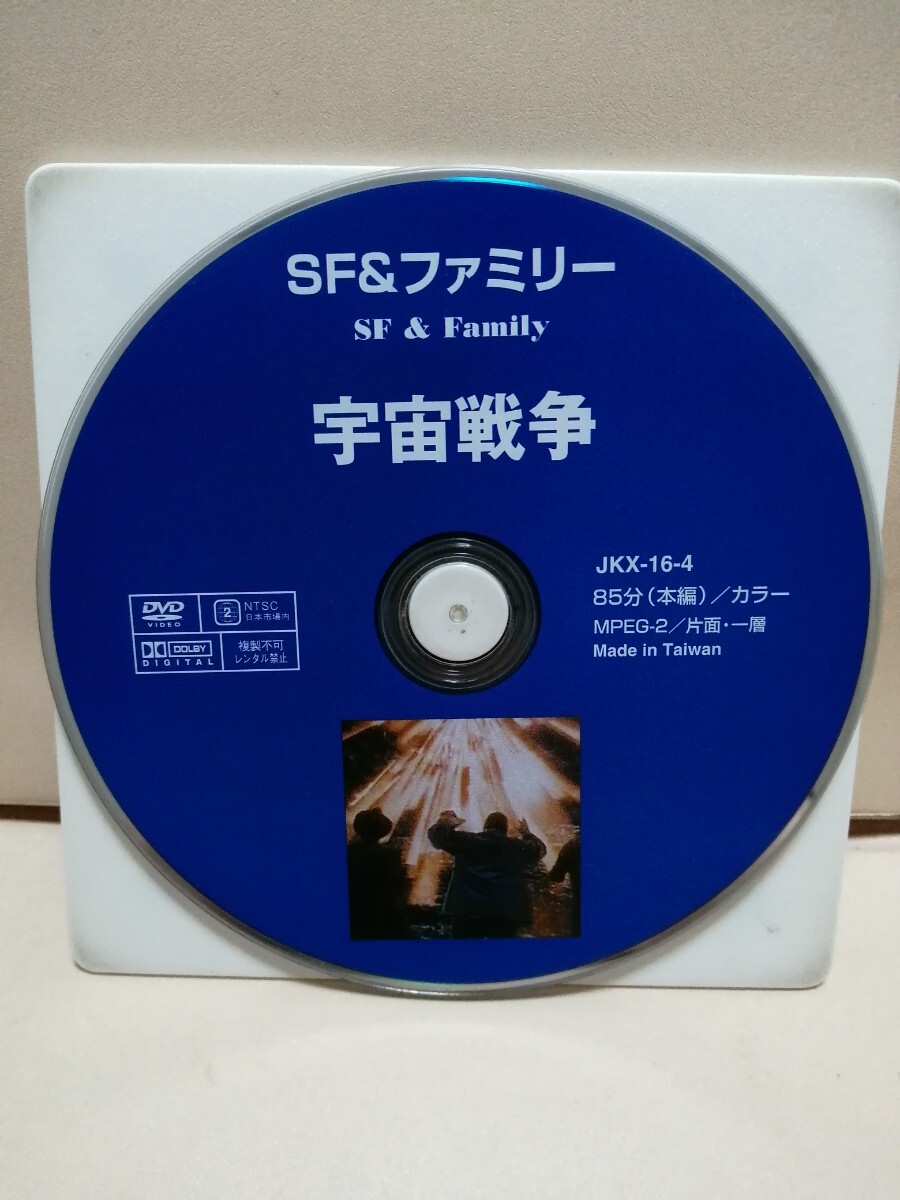 SF&ファミリー
SF & Family
宇宙戦争
JKX-16-4
85分（本編）／カラー
MPEG-2／片面・一層
Made in Taiwan
DVD
VIDEO
2
NTSC
日本市場内
DOLBY
DIGITAL
複製不可
レンタル禁止